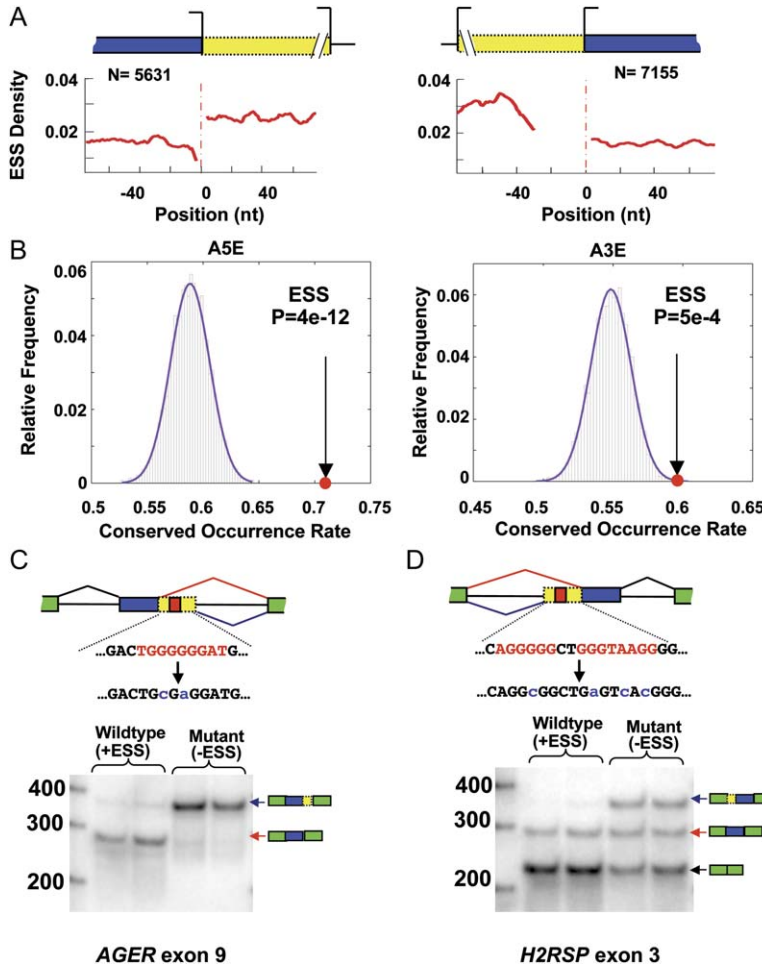 A
N= 5631
N= 7155
ESS Density
0.04
0.02
-40
0
40
Position (nt)
0.04
0.02
-40
0
40
Position (nt)
B
A5E
Relative Frequency
0.06
0.04
0.02
0
0.5
0.55
0.6
0.65
0.7
0.75
Conserved Occurrence Rate
ESS
P=4e-12
A3E
Relative Frequency
0.06
0.04
0.02
0
0.45
0.5
0.55
0.6
0.65
Conserved Occurrence Rate
ESS
P=5e-4
C
...GACTGGGGGGATG...
...GACTGcGaGGATG...
Wildtype
(+ESS)
Mutant
(-ESS)
400
300
200
AGER exon 9
D
...CAGGGGGCTGGGTAAGGGG...
...CAGGcGGCTGaGTcAcGGG...
Wildtype
(+ESS)
Mutant
(-ESS)
400
300
200
H2RSP exon 3